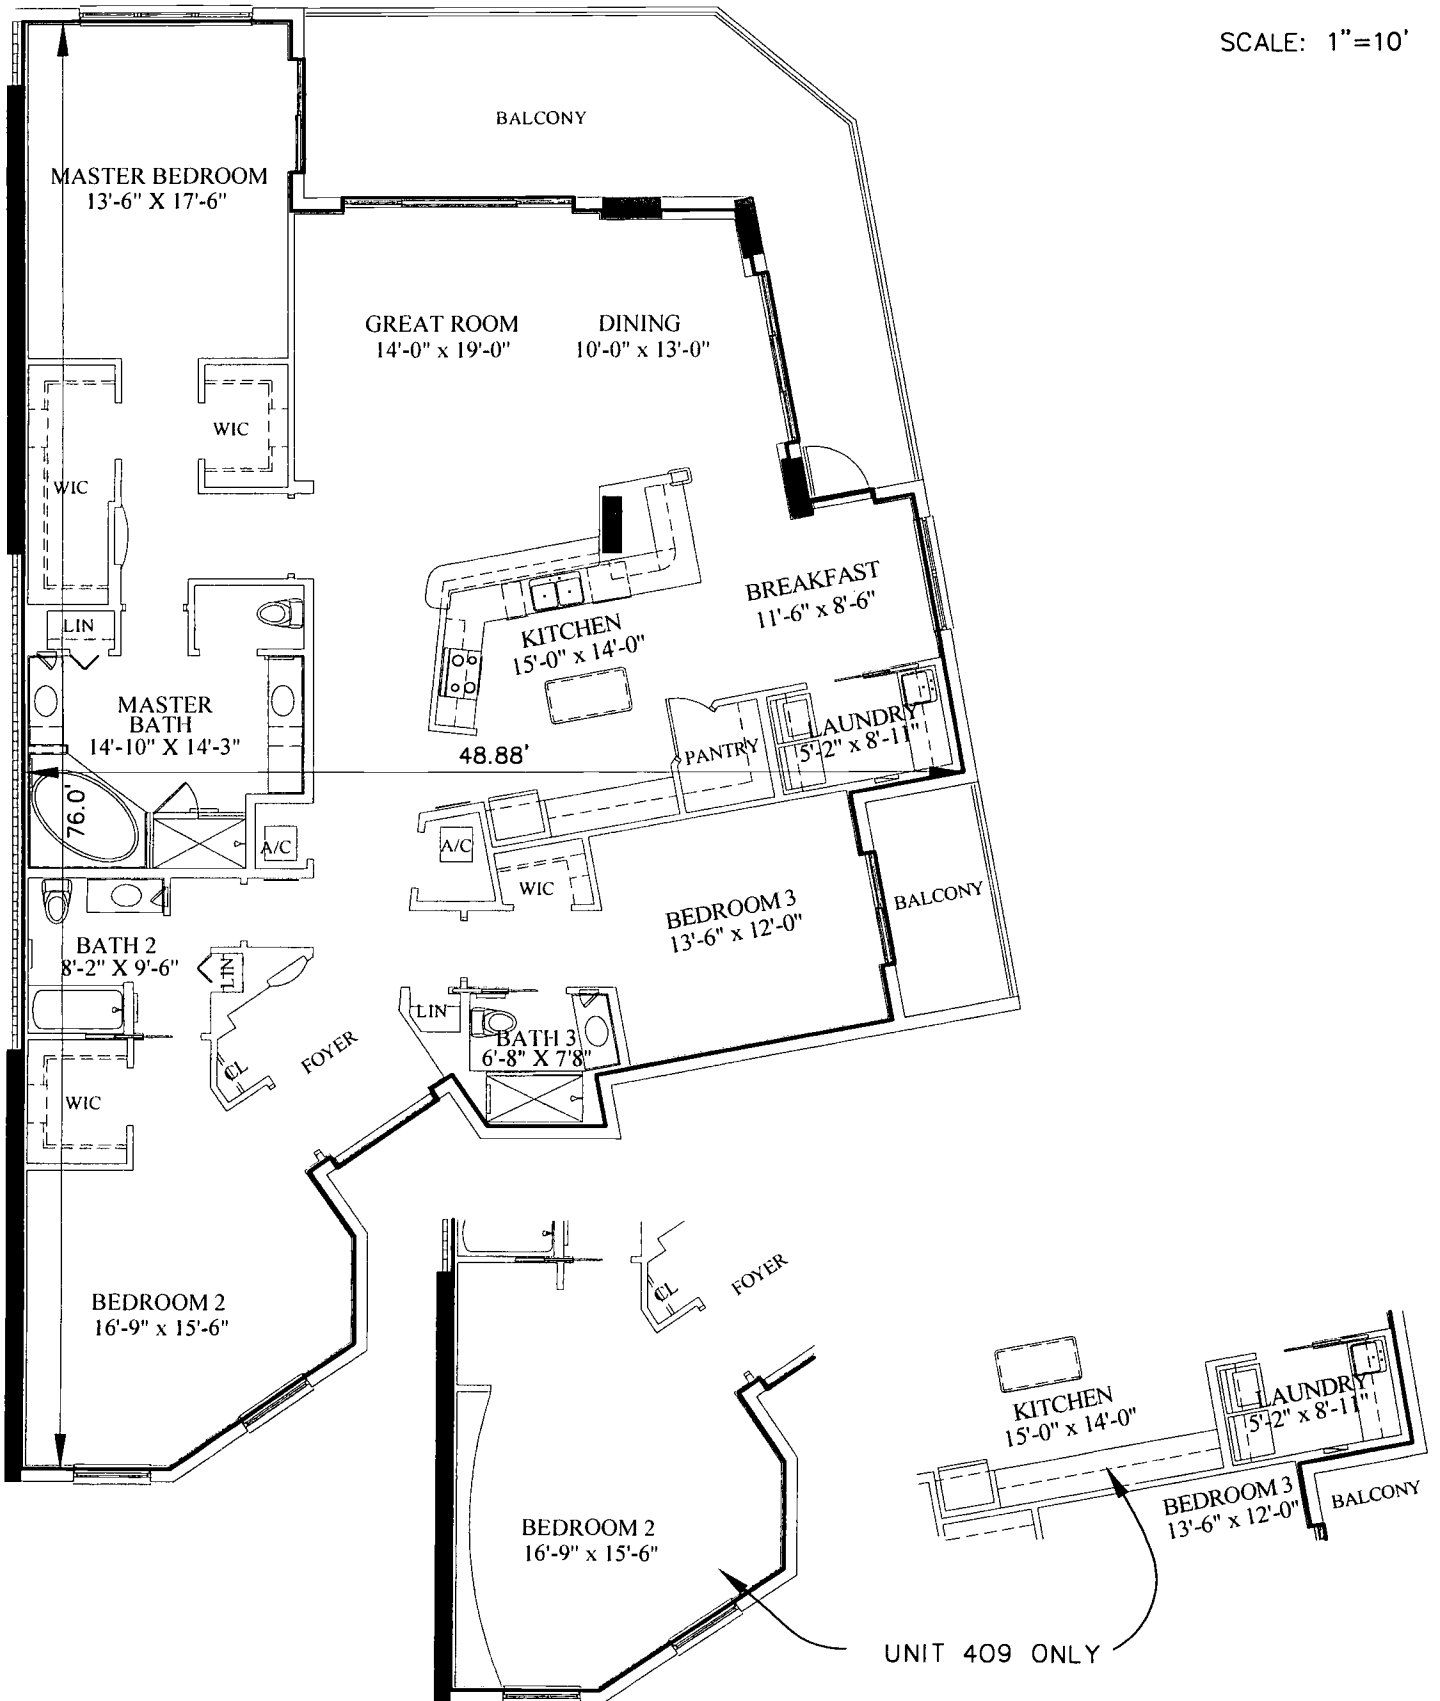 SCALE: 1"=10'
BALCONY
MASTER BEDROOM
13'-6" X 17'-6"
GREAT ROOM
14'-0" x 19'-0"
DINING
10'-0" x 13'-0"
WIC
WIC
BREAKFAST
11'-6" x 8'-6"
LIN
KITCHEN
15'-0" x 14'-0"
MASTER
BATH
14'-10" X 14'-3"
LAUNDRY
5'-2" x 8'-11"
PANTRY
48.88'
76.0'
A/C
A/C
WIC
BEDROOM 3
13'-6" x 12'-0"
BALCONY
BATH 2
8'-2" X 9'-6"
LIN
LIN
BATH 3
6'-8" X 7'8"
FOYER
CL
WIC
BEDROOM 2
16'-9" x 15'-6"
FOYER
CL
KITCHEN
15'-0" x 14'-0"
LAUNDRY
5'-2" x 8'-11"
BEDROOM 3
13'-6" x 12'-0"
BALCONY
BEDROOM 2
16'-9" x 15'-6"
UNIT 409 ONLY